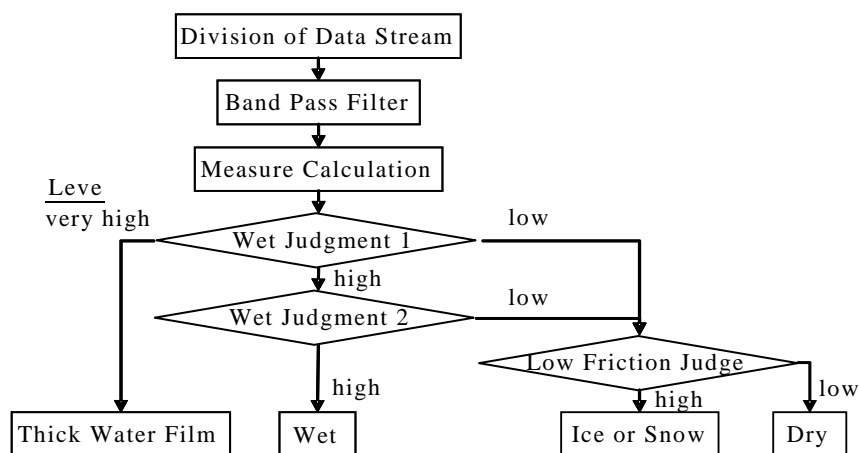 Division of Data Stream
Band Pass Filter
Measure Calculation
Leve
very high
Wet Judgment 1
low
high
Wet Judgment 2
low
Low Friction Judge
high
high
low
Thick Water Film
Wet
Ice or Snow
Dry